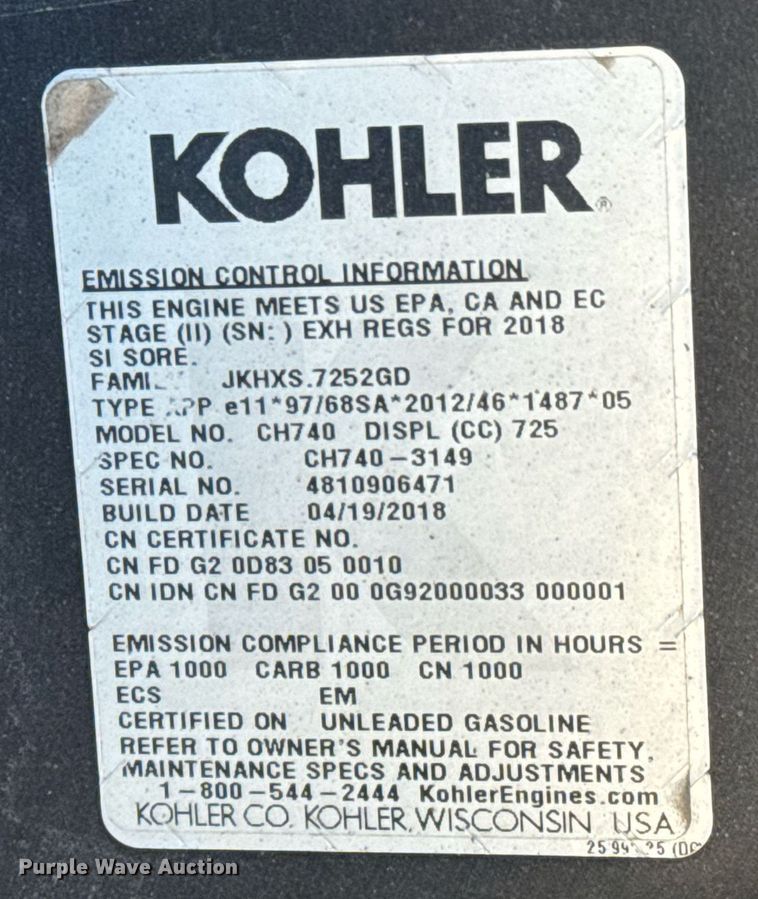 KOHLER®
EMISSION CONTROL INFORMATION
THIS ENGINE MEETS US EPA, CA AND EC
STAGE (II) (SN: ) EXH REGS FOR 2018
SI SORE.
JKHXS.7252GD
TYPE e11*97/68SA*2012/46*1487*05
MODEL NO. CH740 DISPL (CC) 725
SPEC NO. CH740-3149
SERIAL NO. 4810906471
BUILD DATE 04/19/2018
CN CERTIFICATE NO.
CN FD G2 0D83 05 0010
CN IDN CN FD G2 00 0G92000033 000001
EMISSION COMPLIANCE PERIOD IN HOURS =
EPA 1000 CARB 1000 CN 1000
ECS EM
CERTIFIED ON UNLEADED GASOLINE
REFER TO OWNER'S MANUAL FOR SAFETY,
MAINTENANCE SPECS AND ADJUSTMENTS
1-800-544-2444 KohlerEngines.com
KOHLER CO. KOHLER, WISCONSIN USA
Purple Wave Auction